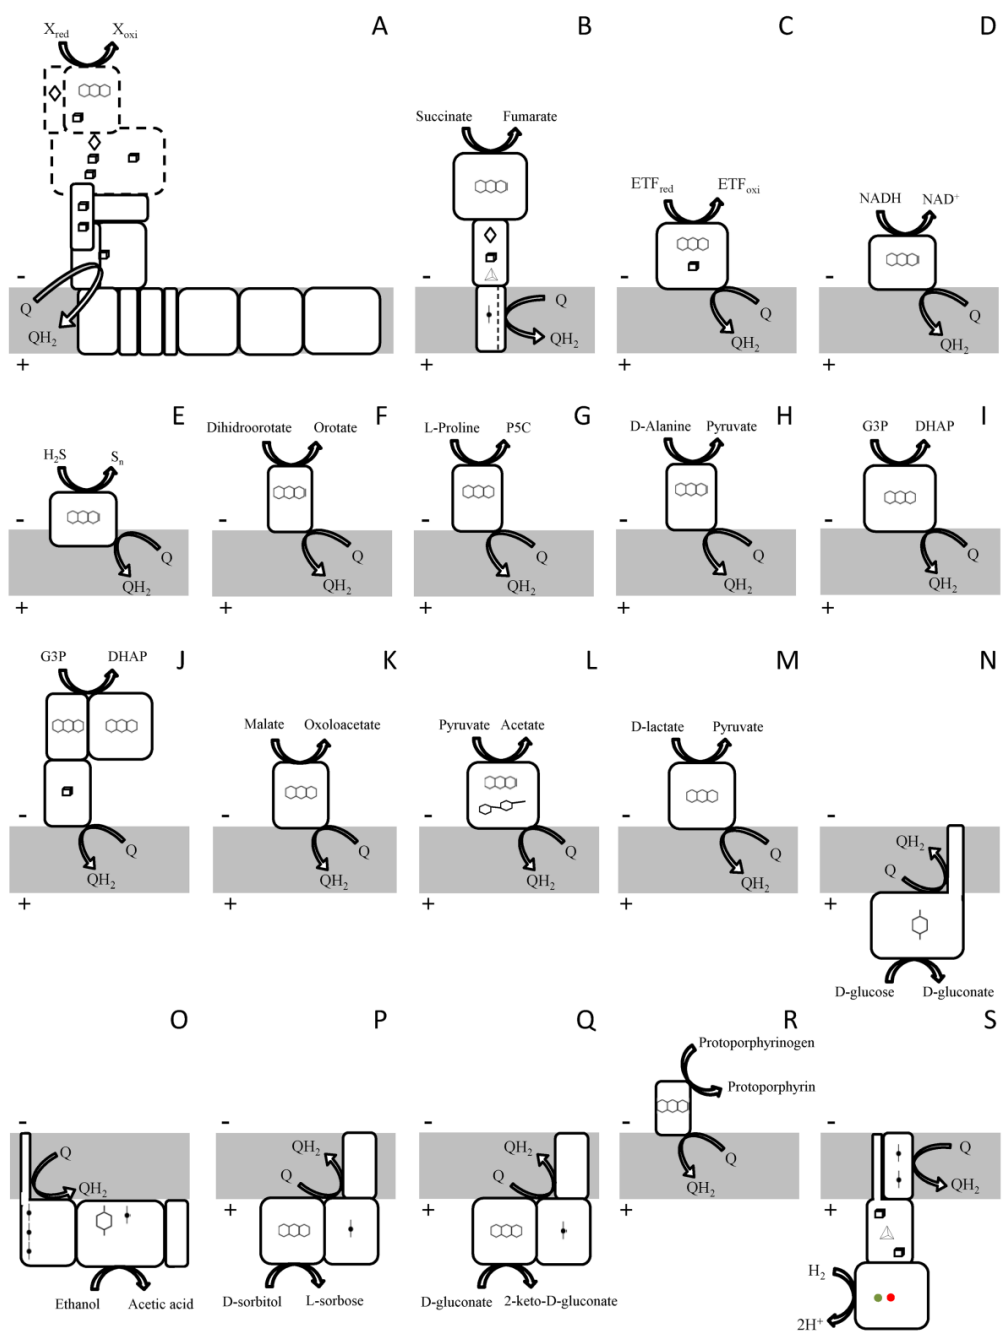 A
X_red X_oxi
-
Q
QH₂
+
B
Succinate Fumarate
-
Q
QH₂
+
C
ETF_red ETF_oxi
-
Q
QH₂
+
D
NADH NAD⁺
-
Q
QH₂
+
E
H₂S Sₙ
-
Q
QH₂
+
F
Dihidroorotate Orotate
-
Q
QH₂
+
G
L-Proline P5C
-
Q
QH₂
+
H
D-Alanine Pyruvate
-
Q
QH₂
+
I
G3P DHAP
-
Q
QH₂
+
J
G3P DHAP
-
Q
QH₂
+
K
Malate Oxoloacetate
-
Q
QH₂
+
L
Pyruvate Acetate
-
Q
QH₂
+
M
D-lactate Pyruvate
-
Q
QH₂
+
N
-
QH₂
Q
+
D-glucose D-gluconate
O
-
Q
QH₂
+
Ethanol Acetic acid
P
-
QH₂
Q
+
D-sorbitol L-sorbose
Q
-
QH₂
Q
+
D-gluconate 2-keto-D-gluconate
R
Protoporphyrinogen
Protoporphyrin
-
Q
QH₂
+
S
-
Q
QH₂
+
H₂
2H⁺